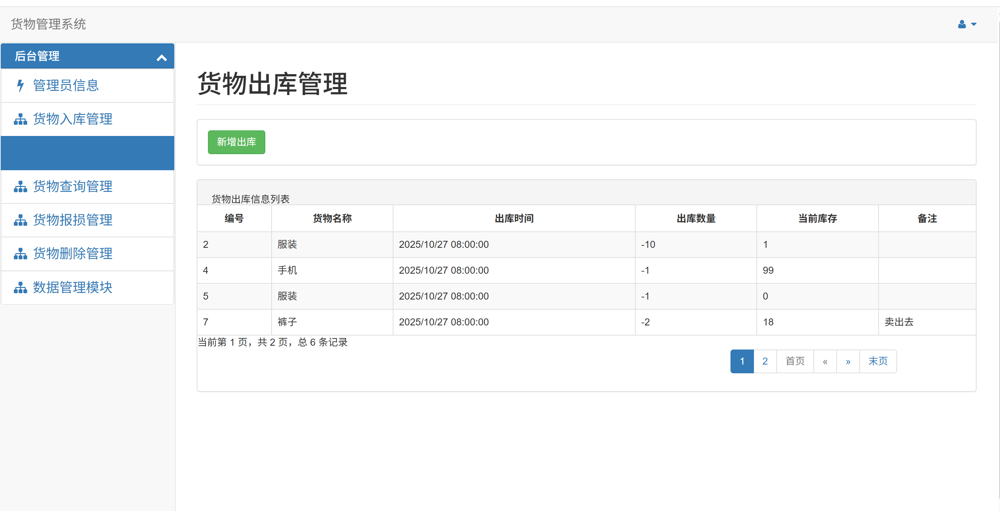 货物管理系统
后台管理
管理员信息
货物入库管理
货物查询管理
货物报损管理
货物删除管理
数据管理模块
货物出库管理
新增出库
货物出库信息列表
编号 货物名称 出库时间 出库数量 当前库存 备注
2 服装 2025/10/27 08:00:00 -10 1
4 手机 2025/10/27 08:00:00 -1 99
5 服装 2025/10/27 08:00:00 -1 0
7 裤子 2025/10/27 08:00:00 -2 18 卖出去
当前第 1 页，共 2 页，总 6 条记录
1 2 首页 « » 末页